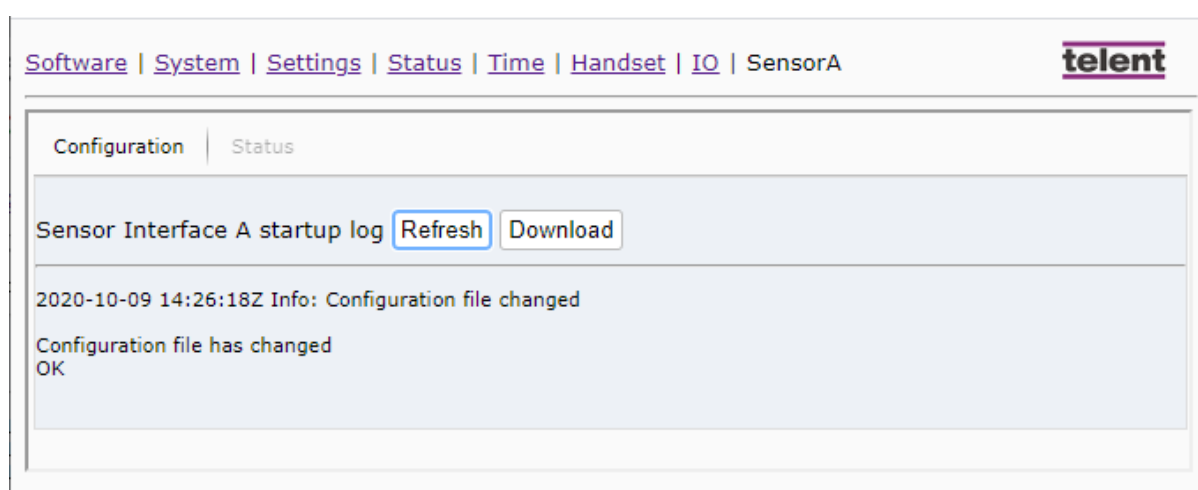 Software | System | Settings | Status | Time | Handset | IO | SensorA
telent
Configuration | Status
Sensor Interface A startup log Refresh Download
2020-10-09 14:26:18Z Info: Configuration file changed
Configuration file has changed
OK